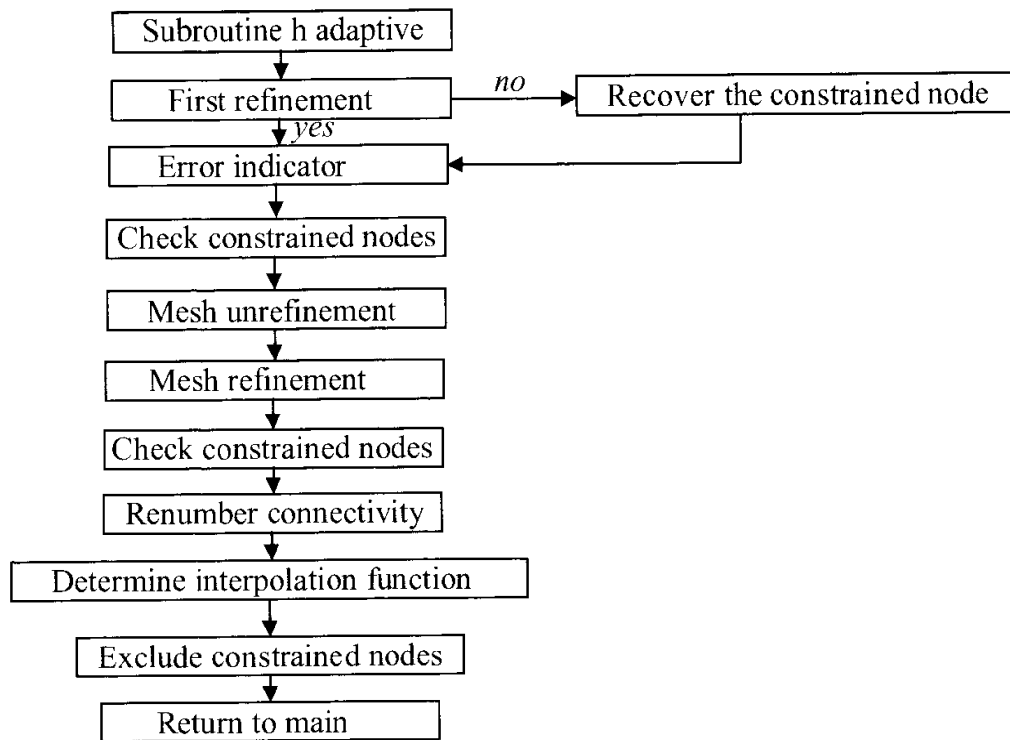 Subroutine h adaptive
First refinement
no
Recover the constrained node
yes
Error indicator
Check constrained nodes
Mesh unrefinement
Mesh refinement
Check constrained nodes
Renumber connectivity
Determine interpolation function
Exclude constrained nodes
Return to main